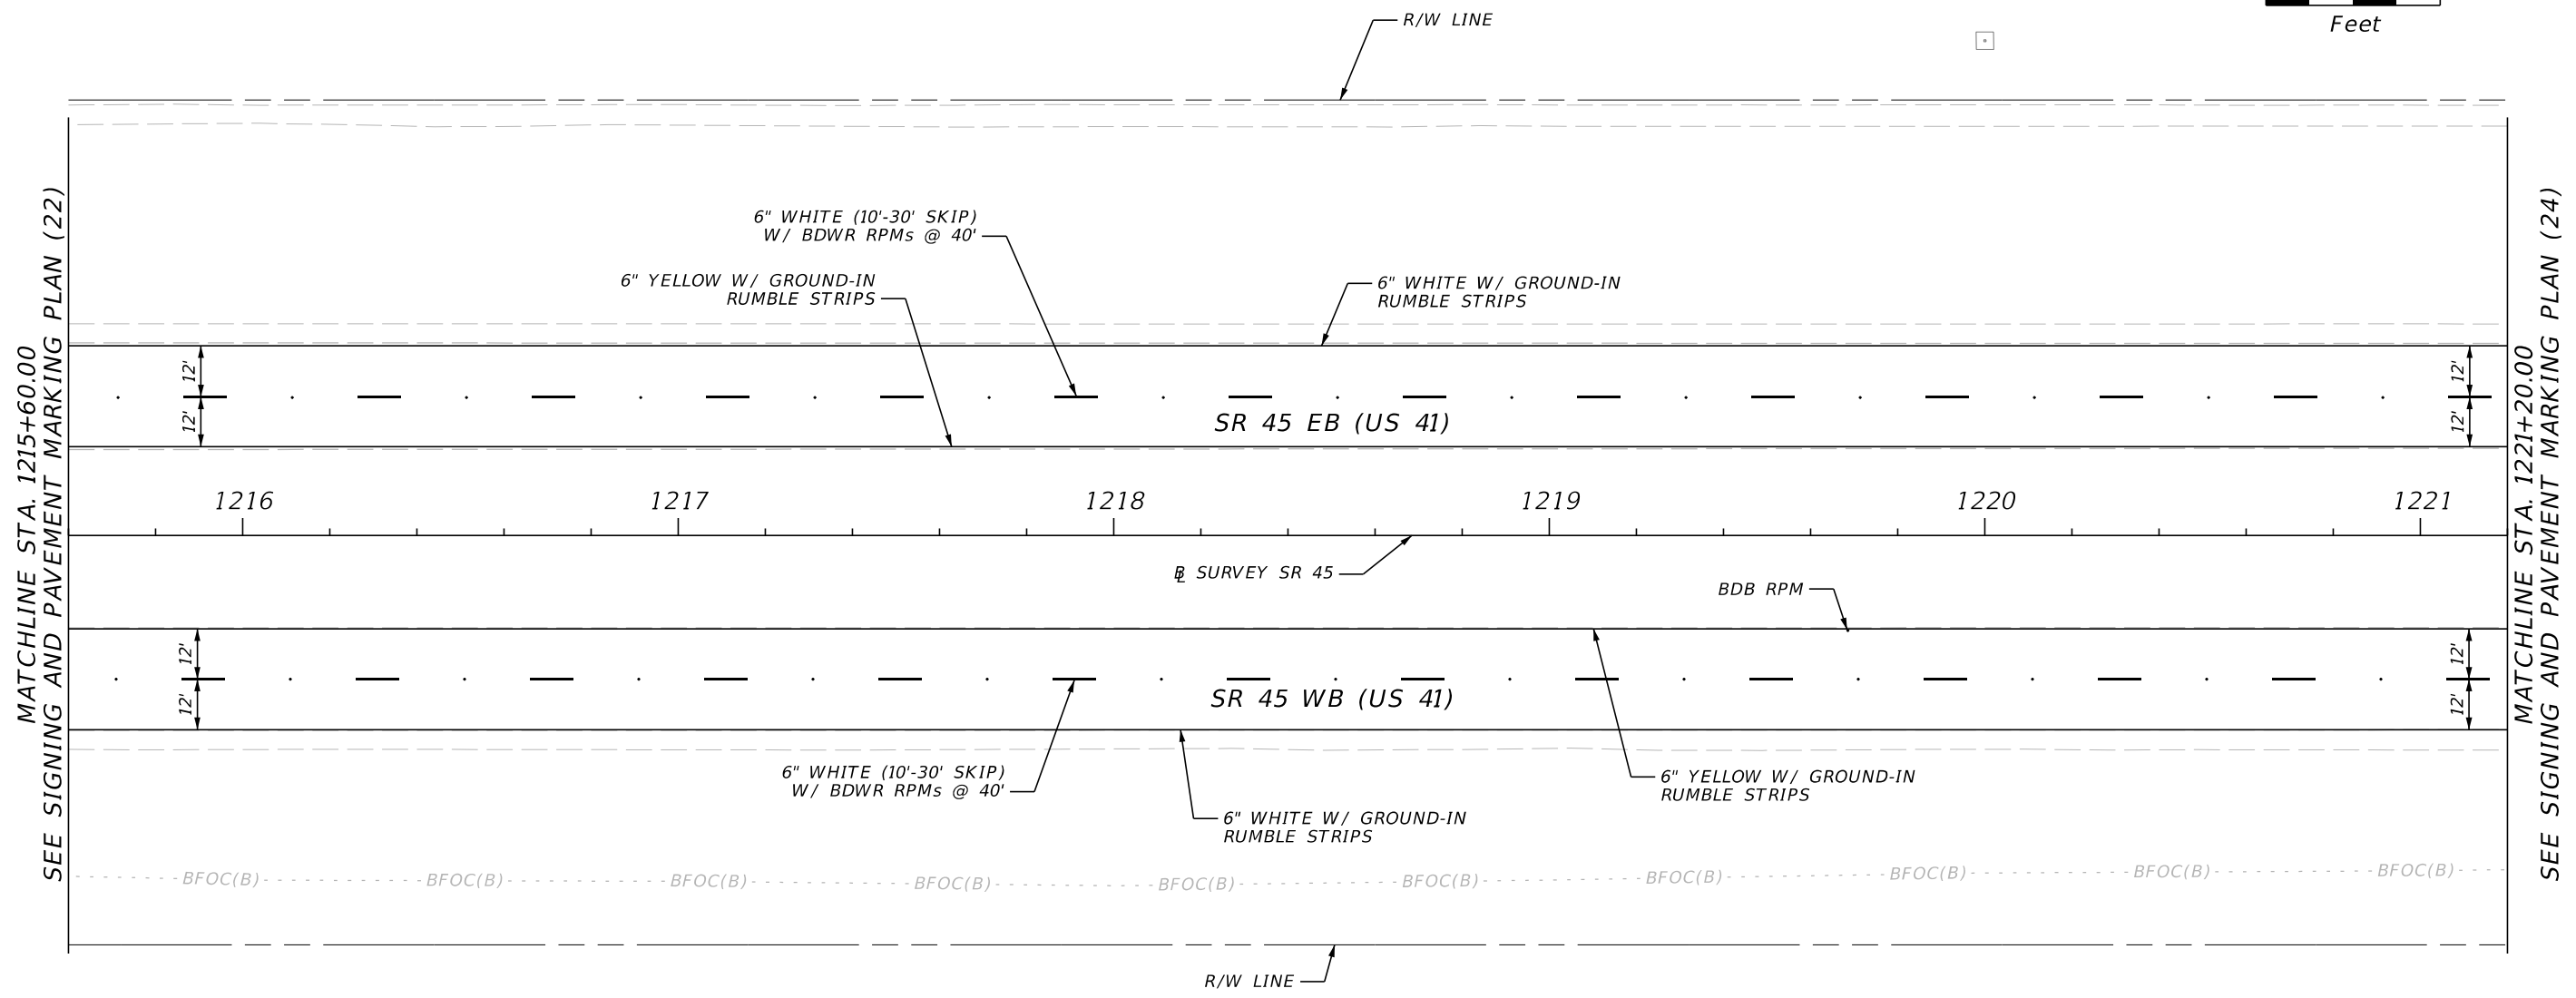 R/W LINE
Feet
6" WHITE (10'-30' SKIP)
W/ BDWR RPMs @ 40'
6" YELLOW W/ GROUND-IN
RUMBLE STRIPS
6" WHITE W/ GROUND-IN
RUMBLE STRIPS
MATCHLINE STA. 1215+60.00
SEE SIGNING AND PAVEMENT MARKING PLAN (22)
12'
12'
12'
12'
SR 45 EB (US 41)
MATCHLINE STA. 1221+20.00
SEE SIGNING AND PAVEMENT MARKING PLAN (24)
1216
1217
1218
1219
1220
1221
BL SURVEY SR 45
BDB RPM
12'
12'
12'
12'
SR 45 WB (US 41)
6" WHITE (10'-30' SKIP)
W/ BDWR RPMs @ 40'
6" YELLOW W/ GROUND-IN
RUMBLE STRIPS
6" WHITE W/ GROUND-IN
RUMBLE STRIPS
BFOC(B) BFOC(B) BFOC(B) BFOC(B) BFOC(B) BFOC(B) BFOC(B) BFOC(B) BFOC(B) BFOC(B)
R/W LINE